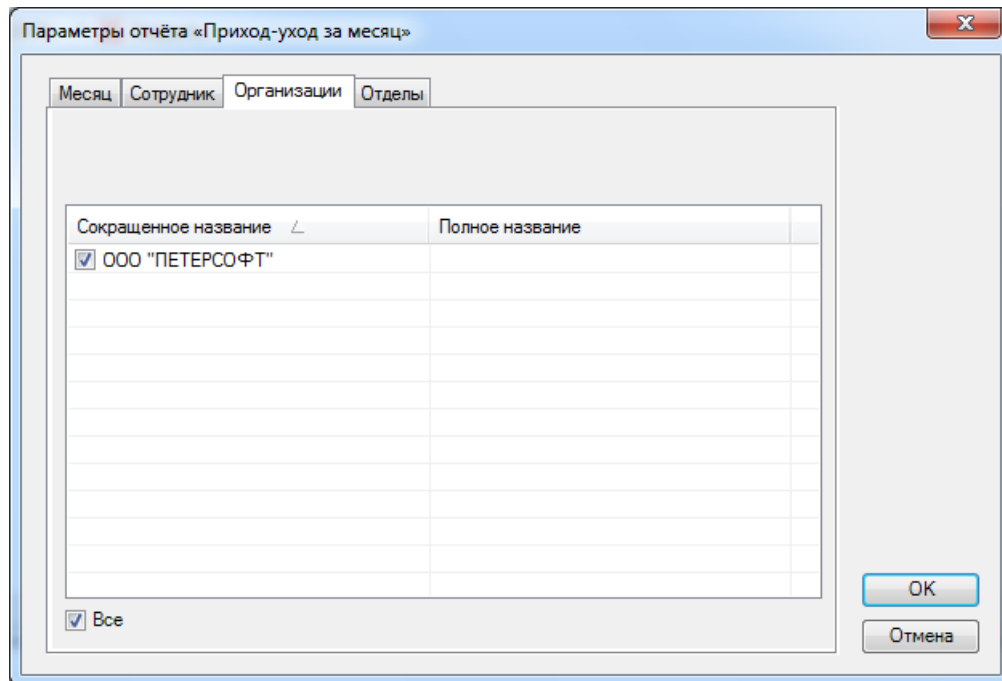 Параметры отчёта «Приход-уход за месяц»
Месяц Сотрудник Организации Отделы
Сокращенное название Полное название
ООО "ПЕТЕРСОФТ"
Все
OK
Отмена